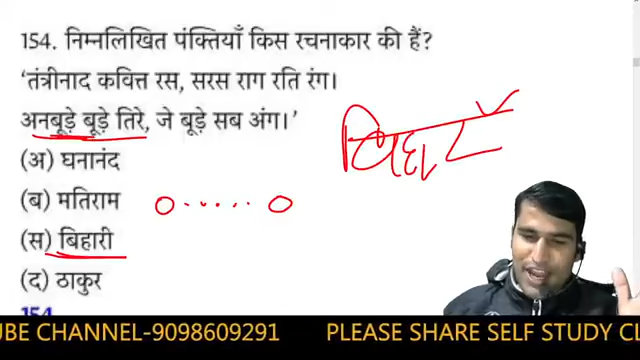 154. निम्नलिखित पंक्तियाँ किस रचनाकार की हैं?
'तंत्रीनाद कवित्त रस, सरस राग रति रंग।
अनबूड़े बूड़े तिरे, जे बूड़े सब अंग।'
(अ) घनानंद
(ब) मतिराम
(स) बिहारी
(द) ठाकुर
154
UBE CHANNEL-9098609291 PLEASE SHARE SELF STUDY CL